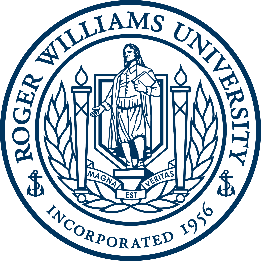 ROGER WILLIAMS UNIVERSITY
MAGNA
EST
VERITAS
INCORPORATED 1956